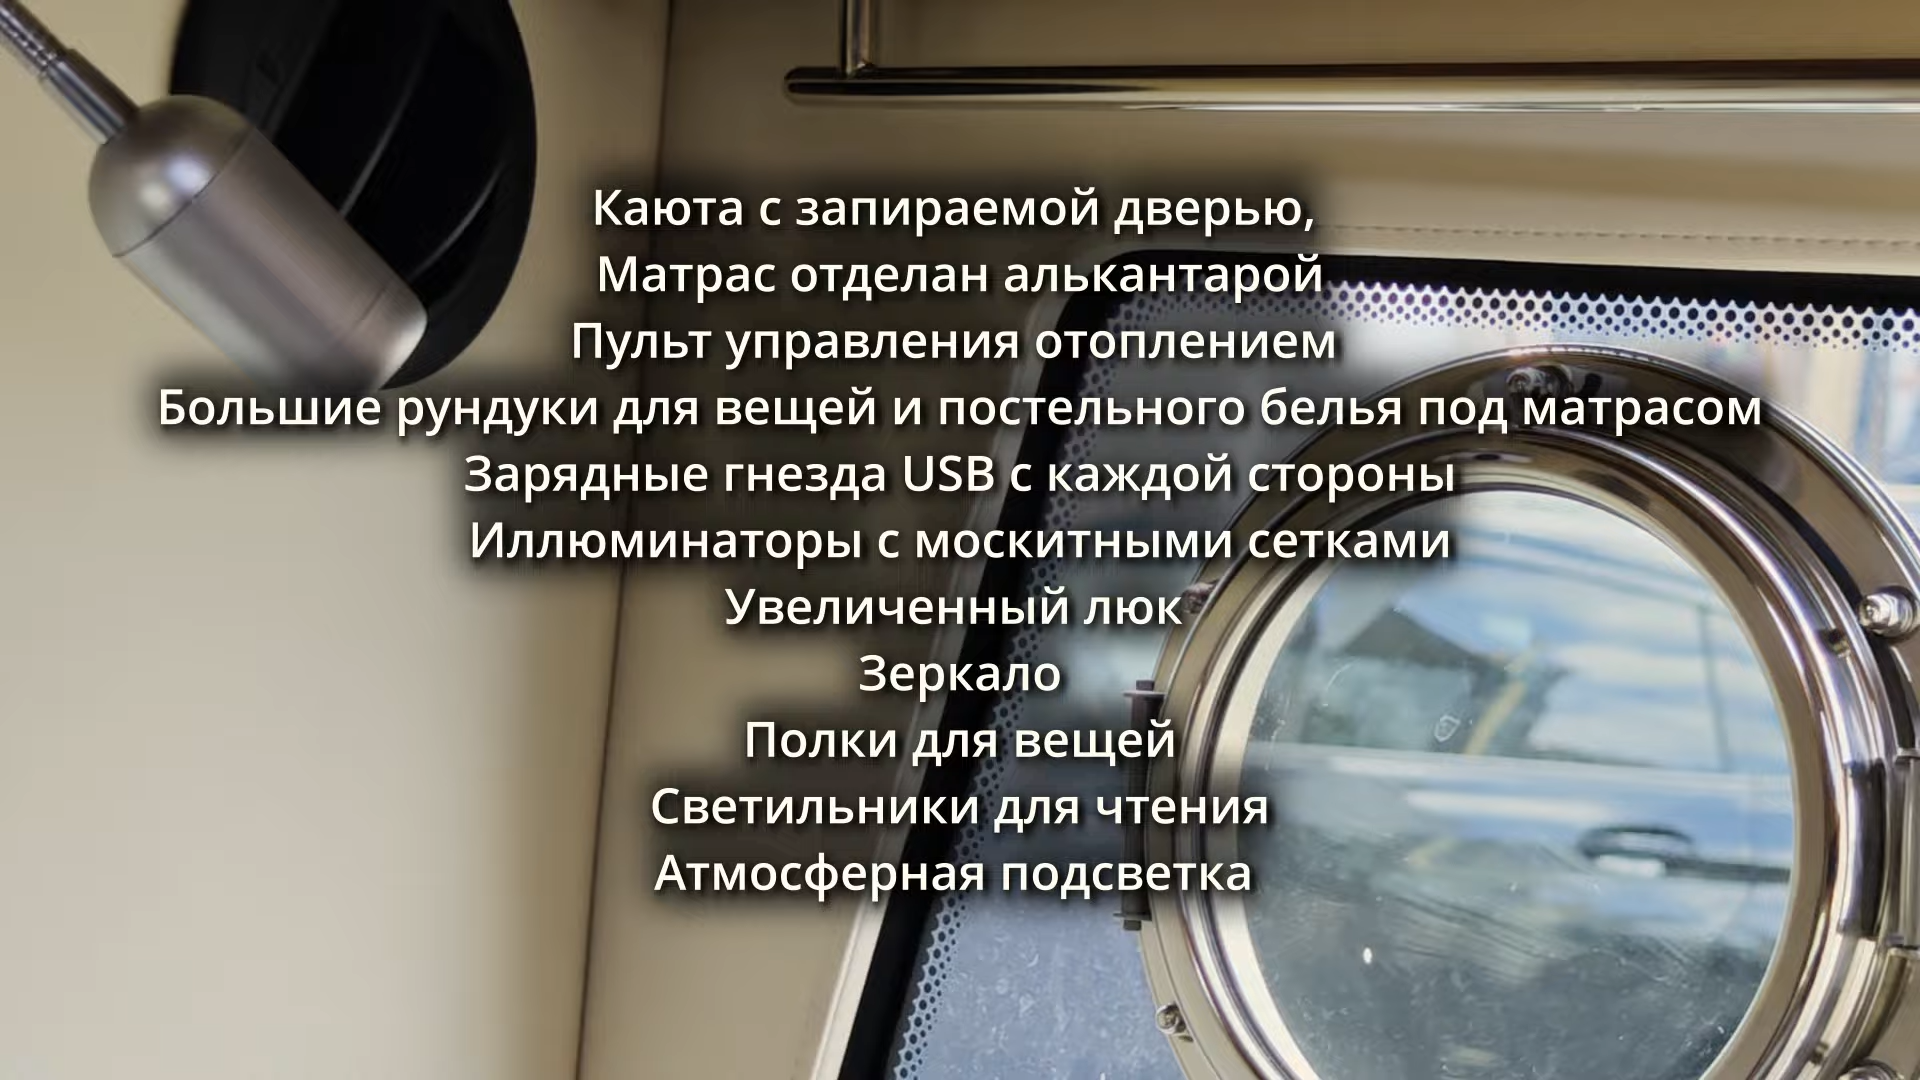 Каюта с запираемой дверью,
Матрас отделан алькантарой
Пульт управления отоплением
Большие рундуки для вещей и постельного белья под матрасом
Зарядные гнезда USB с каждой стороны
Иллюминаторы с москитными сетками
Увеличенный люк
Зеркало
Полки для вещей
Светильники для чтения
Атмосферная подсветка